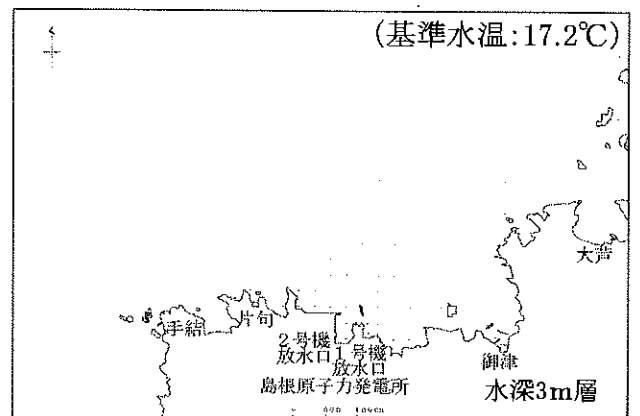 (基準水温:17.2℃)
大芦
手結
片句
2号機
放水口
1号機
放水口
御津
島根原子力発電所
水深3m層